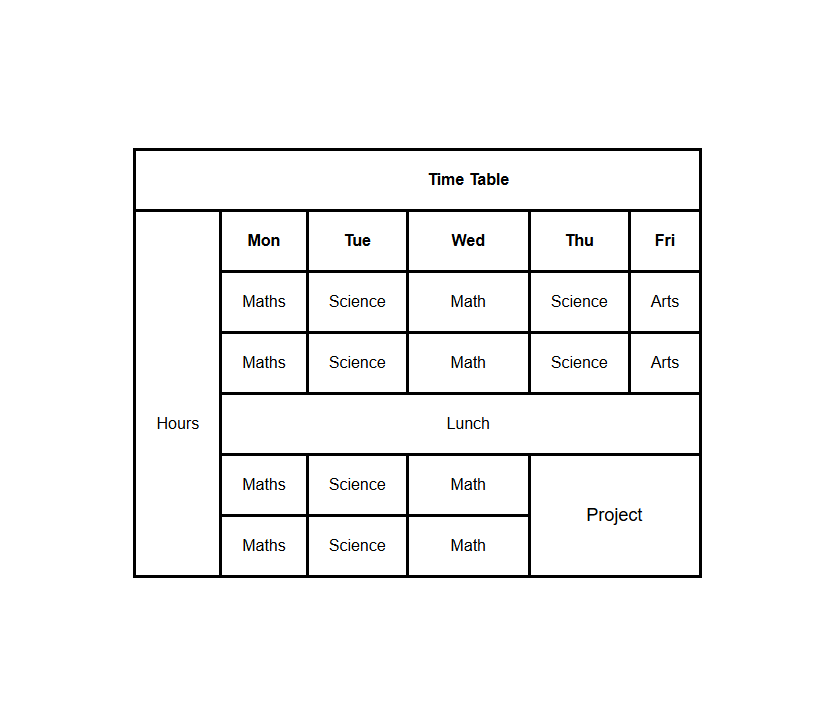 Time Table
Mon Tue Wed Thu Fri
Maths Science Math Science Arts
Maths Science Math Science Arts
Hours Lunch
Maths Science Math
Project
Maths Science Math